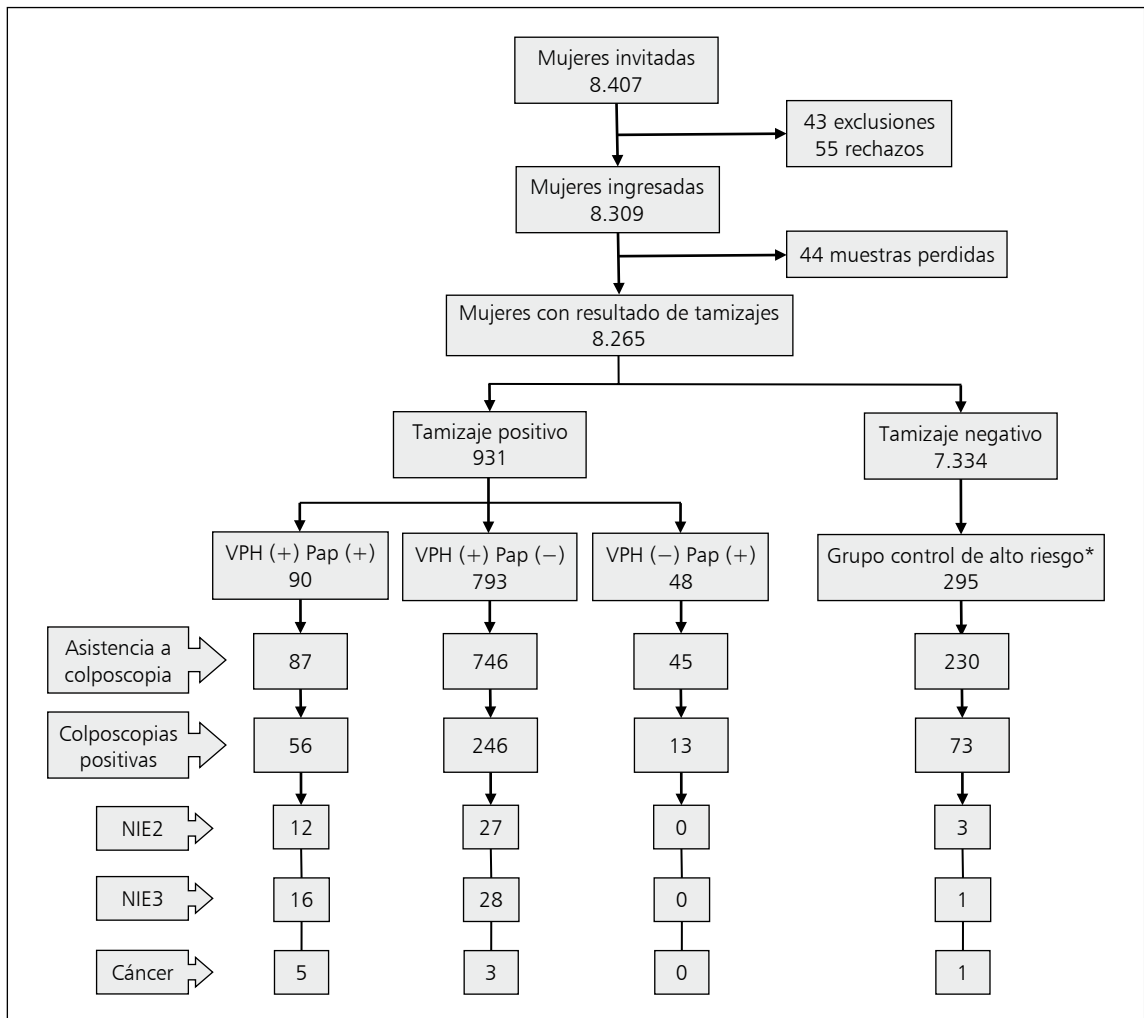 Mujeres invitadas
8.407
43 exclusiones
55 rechazos
Mujeres ingresadas
8.309
44 muestras perdidas
Mujeres con resultado de tamizajes
8.265
Tamizaje positivo
931
Tamizaje negativo
7.334
VPH (+) Pap (+)
90
VPH (+) Pap (−)
793
VPH (−) Pap (+)
48
Grupo control de alto riesgo*
295
Asistencia a
colposcopia
87
746
45
230
Colposcopias
positivas
56
246
13
73
NIE2
12
27
0
3
NIE3
16
28
0
1
Cáncer
5
3
0
1